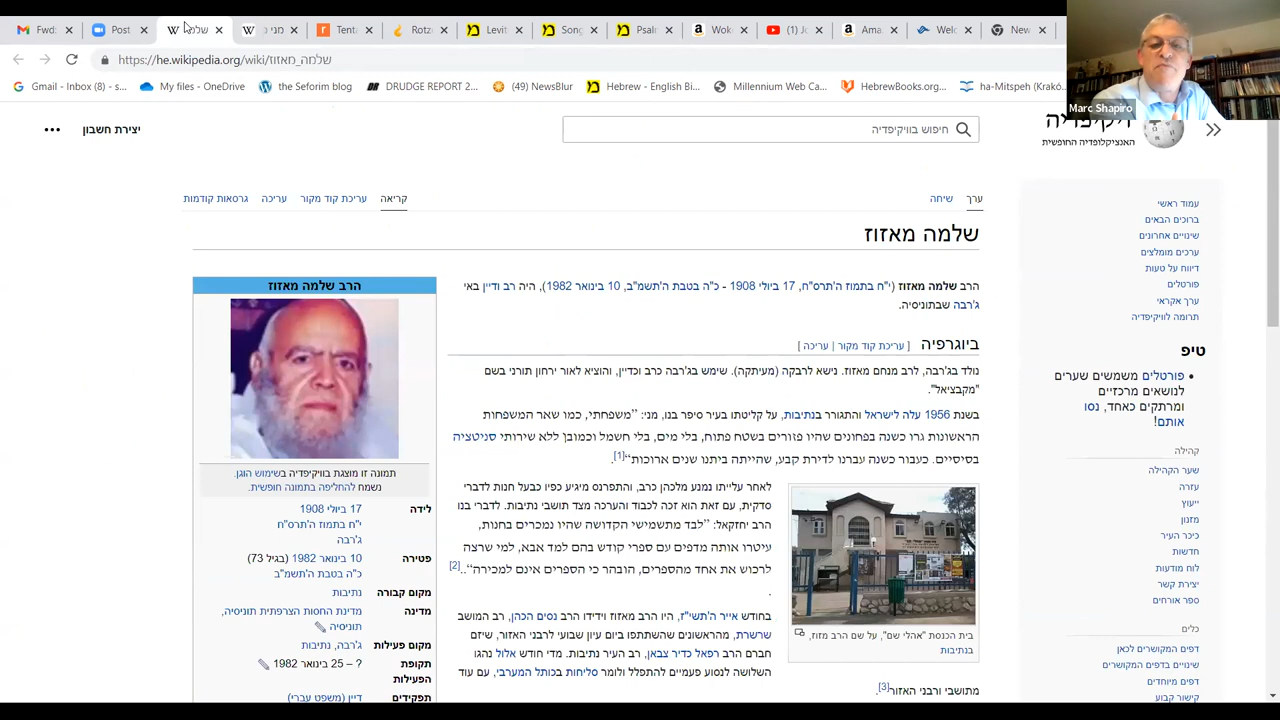 Fwd:
Post
שלמה
מני
Tenta
Rotz
Levit
Song
Psalr
Wok
(1) Jo
Ama
Welc
New
https://he.wikipedia.org/wiki/שלמה_מאזוז
Gmail - Inbox (8) - s...
My files - OneDrive
the Seforim blog
DRUDGE REPORT 2...
(49) NewsBlur
Hebrew - English...
Millennium Web Ca...
HebrewBooks.org...
ha-Mitspeh (Krakó...
Marc Shapiro
ויקיפדיה
האנציקלופדיה החופשית
חיפוש בוויקיפדיה
יצירת חשבון
עמוד ראשי
ברוכים הבאים
שינויים אחרונים
ערכים מומלצים
דיווח על טעות
פורטלים
ערך אקראי
תרומה לוויקיפדיה
טיפ
פורטלים משמשים שערים
לנושאים מרכזיים
ומרתקים כאחד, נסו
אותם!
קהילה
שער הקהילה
עזרה
ייעוץ
מזנון
כיכר העיר
חדשות
לוח מודעות
יצירת קשר
ספר אורחים
כלים
דפים המקושרים לכאן
שינויים בדפים המקושרים
דפים מיוחדים
קישור קבוע
ערך
שיחה
קריאה
עריכת קוד מקור
עריכה
גרסאות קודמות
שלמה מאזוז
הרב שלמה מאזוז (י"ח בתמוז ה'תרס"ח, 17 ביולי 1908 - כ"ה בטבת ה'תשמ"ב, 10 בינואר 1982), היה רב ודיין באי
ג'רבה שבתוניסיה.
ביוגרפיה [ עריכת קוד מקור | עריכה ]
נולד בג'רבה, לרב מנחם מאזוז. נישא לרבקה (מעיתקה). שימש בג'רבה כרב וכדיין, והוציא לאור ירחון תורני בשם
"מקבציאל".
בשנת 1956 עלה לישראל והתגורר בנתיבות, על קליטתו בעיר סיפר בנו, מני: "משפחתי, כמו שאר המשפחות
הראשונות גרו כשנה בפחונים שהיו פזורים בשטח פתוח, בלי מים, בלי חשמל וכמובן ללא שירותי סניטציה
בסיסיים. כעבור כשנה עברנו לדירת קבע, שהייתה ביתנו שנים ארוכות"[1].
לאחר עלייתו נמנע מלכהן כרב, והתפרנס מיגיע כפיו כבעל חנות לדברי
סדקית, עם זאת הוא זכה לכבוד והערכה מצד תושבי נתיבות. לדברי בנו
הרב יחזקאל: "לבד מתשמישי הקדושה שהיו נמכרים בחנות,
עיטרו אותה מדפים עם ספרי קודש בהם למד אבא, למי שרצה
לרכוש את אחד מהספרים, הובהר כי הספרים אינם למכירה"..[2]
.
בחודש אייר ה'תשי"ז, היו הרב מאזוז וידידו הרב נסים הכהן, רב המושב
שרשרת, מהראשונים שהשתתפו ביום עיון שבועי לרבני האזור, שיזם
חברם הרב רפאל כדיר צבאן, רב העיר נתיבות. מדי חודש אלול נהגו
השלושה לנסוע פעמיים להתפלל ולומר סליחות בכותל המערבי, עם עוד
מתושבי ורבני האזור[3].
בית הכנסת "אהלי שם", על שם הרב מזוז,
בנתיבות
הרב שלמה מאזוז
תמונה זו מוצגת בוויקיפדיה בשימוש הוגן.
נשמח להחליפה בתמונה חופשית.
לידה 17 ביולי 1908
י"ח בתמוז ה'תרס"ח
ג'רבה
פטירה 10 בינואר 1982 (בגיל 73)
כ"ה בטבת ה'תשמ"ב
מקום קבורה נתיבות
מדינה מדינת החסות הצרפתית תוניסיה,
תוניסיה
מקום פעילות ג'רבה, נתיבות
תקופת ? – 25 בינואר 1982
הפעילות
תפקידים דיין (משפט עברי)